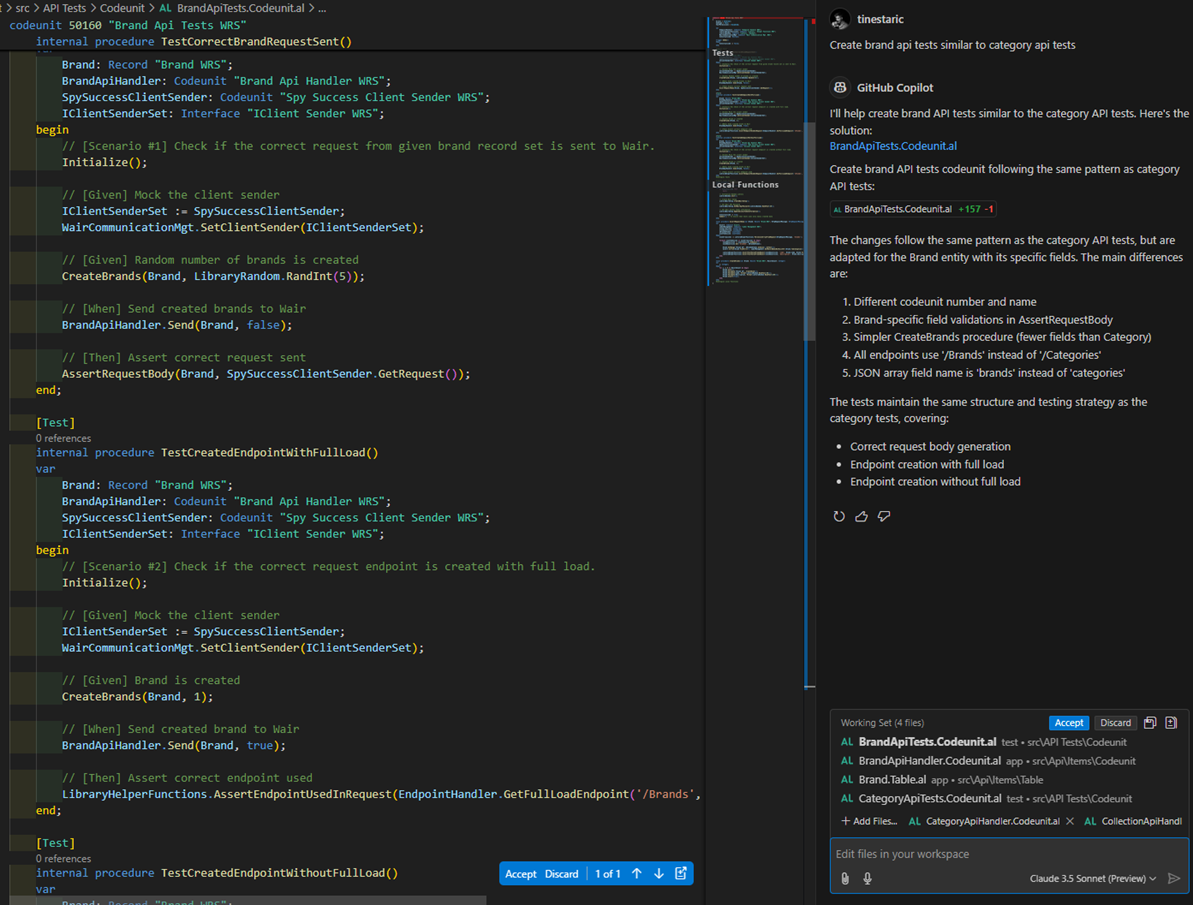 src > API Tests > Codeunit > AL BrandApiTests.Codeunit.al > ...
codeunit 50160 "Brand Api Tests WRS"
internal procedure TestCorrectBrandRequestSent()
Brand: Record "Brand WRS";
BrandApiHandler: Codeunit "Brand Api Handler WRS";
SpySuccessClientSender: Codeunit "Spy Success Client Sender WRS";
IClientSenderSet: Interface "IClient Sender WRS";
begin
// [Scenario #1] Check if the correct request from given brand record set is sent to Wair.
Initialize();
// [Given] Mock the client sender
IClientSenderSet := SpySuccessClientSender;
WairCommunicationMgt.SetClientSender(IClientSenderSet);
// [Given] Random number of brands is created
CreateBrands(Brand, LibraryRandom.RandInt(5));
// [When] Send created brands to Wair
BrandApiHandler.Send(Brand, false);
// [Then] Assert correct request sent
AssertRequestBody(Brand, SpySuccessClientSender.GetRequest());
end;
[Test]
0 references
internal procedure TestCreatedEndpointWithFullLoad()
var
Brand: Record "Brand WRS";
BrandApiHandler: Codeunit "Brand Api Handler WRS";
SpySuccessClientSender: Codeunit "Spy Success Client Sender WRS";
IClientSenderSet: Interface "IClient Sender WRS";
begin
// [Scenario #2] Check if the correct request endpoint is created with full load.
Initialize();
// [Given] Mock the client sender
IClientSenderSet := SpySuccessClientSender;
WairCommunicationMgt.SetClientSender(IClientSenderSet);
// [Given] Brand is created
CreateBrands(Brand, 1);
// [When] Send created brand to Wair
BrandApiHandler.Send(Brand, true);
// [Then] Assert correct endpoint used
LibraryHelperFunctions.AssertEndpointUsedInRequest(EndpointHandler.GetFullLoadEndpoint('/Brands',
end;
[Test]
0 references
internal procedure TestCreatedEndpointWithoutFullLoad()
var
Accept Discard 1 of 1
Tests
Local Functions
tinestaric
Create brand api tests similar to category api tests
GitHub Copilot
I'll help create brand API tests similar to the category API tests. Here's the
solution:
BrandApiTests.Codeunit.al
Create brand API tests codeunit following the same pattern as category
API tests:
AL BrandApiTests.Codeunit.al +157 -1
The changes follow the same pattern as the category API tests, but are
adapted for the Brand entity with its specific fields. The main differences
are:
1. Different codeunit number and name
2. Brand-specific field validations in AssertRequestBody
3. Simpler CreateBrands procedure (fewer fields than Category)
4. All endpoints use '/Brands' instead of '/Categories'
5. JSON array field name is 'brands' instead of 'categories'
The tests maintain the same structure and testing strategy as the
category tests, covering:
• Correct request body generation
• Endpoint creation with full load
• Endpoint creation without full load
Working Set (4 files) Accept Discard
AL BrandApiTests.Codeunit.al test • src\API Tests\Codeunit
AL BrandApiHandler.Codeunit.al app • src\Api\Items\Codeunit
AL Brand.Table.al app • src\Api\Items\Table
AL CategoryApiTests.Codeunit.al test • src\API Tests\Codeunit
+ Add Files... AL CategoryApiHandler.Codeunit.al × AL CollectionApiHandl
Edit files in your workspace
Claude 3.5 Sonnet (Preview)